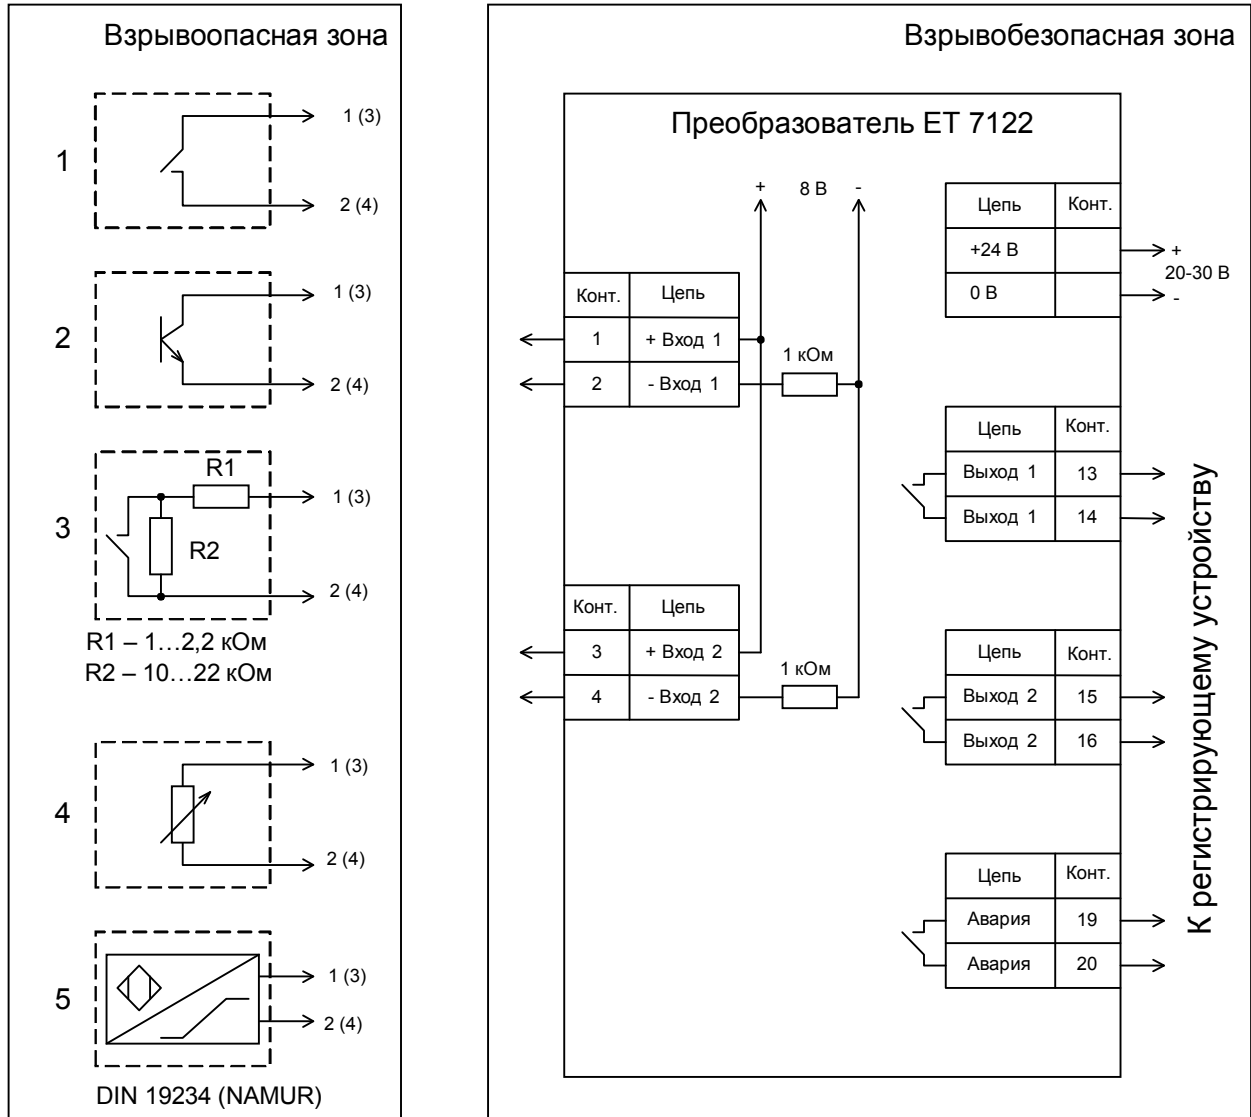 Взрывоопасная зона
1
1 (3)
2 (4)
2
1 (3)
2 (4)
3
R1
R2
1 (3)
2 (4)
R1 – 1…2,2 кОм
R2 – 10…22 кОм
4
1 (3)
2 (4)
5
1 (3)
2 (4)
DIN 19234 (NAMUR)
Взрывобезопасная зона
Преобразователь ЕТ 7122
+ 8 В -
Конт. Цепь
1 + Вход 1
2 - Вход 1
1 кОм
Конт. Цепь
3 + Вход 2
4 - Вход 2
1 кОм
Цепь Конт.
+24 В
0 В
+
20-30 В
-
Цепь Конт.
Выход 1 13
Выход 1 14
Цепь Конт.
Выход 2 15
Выход 2 16
Цепь Конт.
Авария 19
Авария 20
К регистрирующему устройству